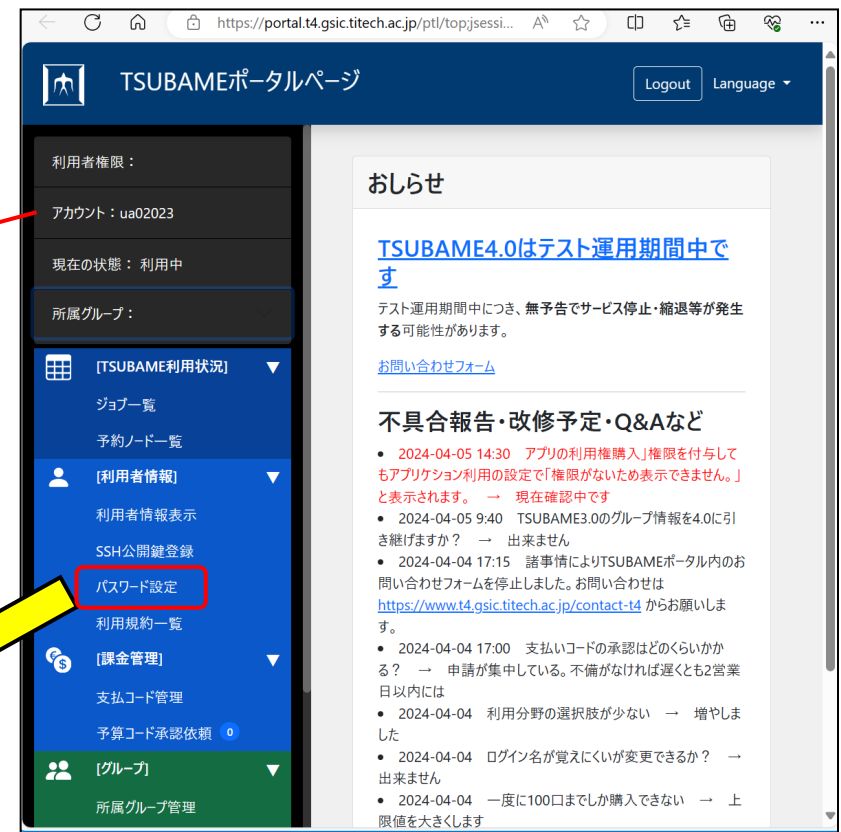 https://portal.t4.gsic.titech.ac.jp/ptl/top;jsessi...
TSUBAMEポータルページ
Logout
Language
利用者権限：
アカウント：ua02023
現在の状態： 利用中
所属グループ：
[TSUBAME利用状況]
ジョブ一覧
予約ノード一覧
[利用者情報]
利用者情報表示
SSH公開鍵登録
パスワード設定
利用規約一覧
[課金管理]
支払コード管理
予算コード承認依頼 0
[グループ]
所属グループ管理
おしらせ
TSUBAME4.0はテスト運用期間中で
す
テスト運用期間中につき、無予告でサービス停止・縮退等が発生
する可能性があります。
お問い合わせフォーム
不具合報告・改修予定・Q&Aなど
• 2024-04-05 14:30 アプリの利用権購入」権限を付与して
もアプリケション利用の設定で「権限がないため表示できません。」
と表示されます。 → 現在確認中です
• 2024-04-05 9:40 TSUBAME3.0のグループ情報を4.0に引
き継げますか？ → 出来ません
• 2024-04-04 17:15 諸事情によりTSUBAMEポータル内のお
問い合わせフォームを停止しました。お問い合わせは
https://www.t4.gsic.titech.ac.jp/contact-t4 からお願いしま
す。
• 2024-04-04 17:00 支払いコードの承認はどのくらいかか
る？ → 申請が集中している。不備がなければ遅くとも2営業
日以内には
• 2024-04-04 利用分野の選択肢が少ない → 増やしま
した
• 2024-04-04 ログイン名が覚えにくいが変更できるか？ →
出来ません
• 2024-04-04 一度に100口までしか購入できない → 上
限値を大きくします